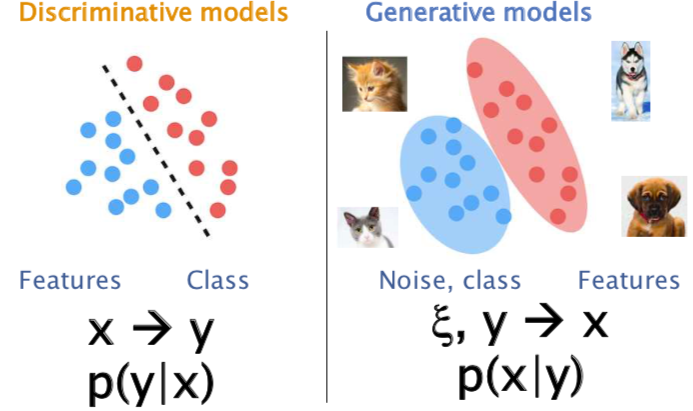 Discriminative models
Features Class
x → y
p(y|x)
Generative models
Noise, class Features
ξ, y → x
p(x|y)